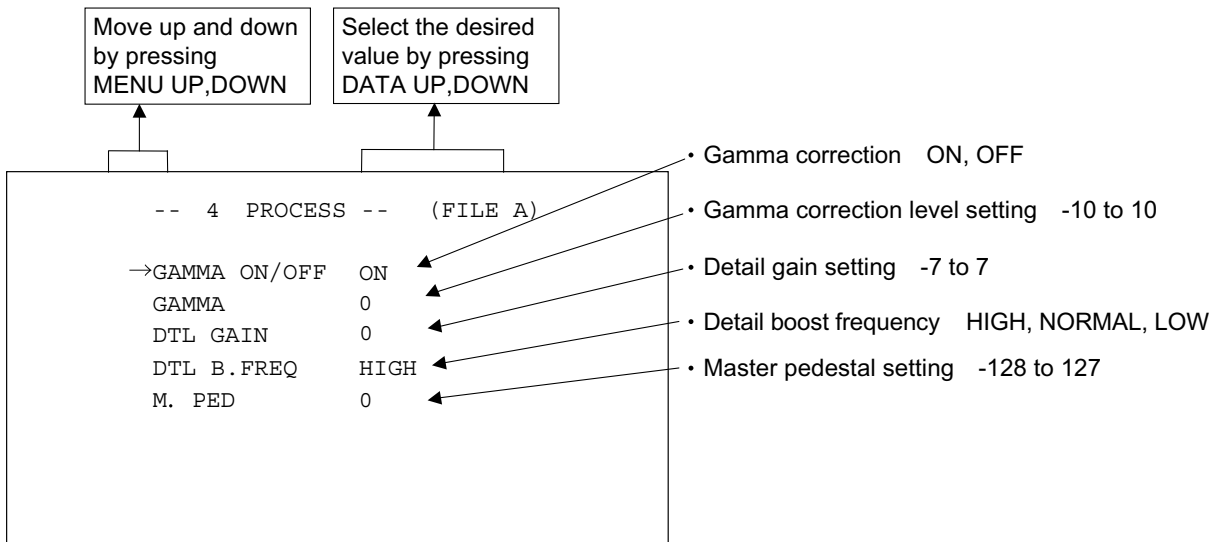 Move up and down
by pressing
MENU UP,DOWN
Select the desired
value by pressing
DATA UP,DOWN
-- 4 PROCESS -- (FILE A)
→GAMMA ON/OFF ON
GAMMA 0
DTL GAIN 0
DTL B.FREQ HIGH
M. PED 0
・Gamma correction ON, OFF
・Gamma correction level setting -10 to 10
・Detail gain setting -7 to 7
・Detail boost frequency HIGH, NORMAL, LOW
・Master pedestal setting -128 to 127